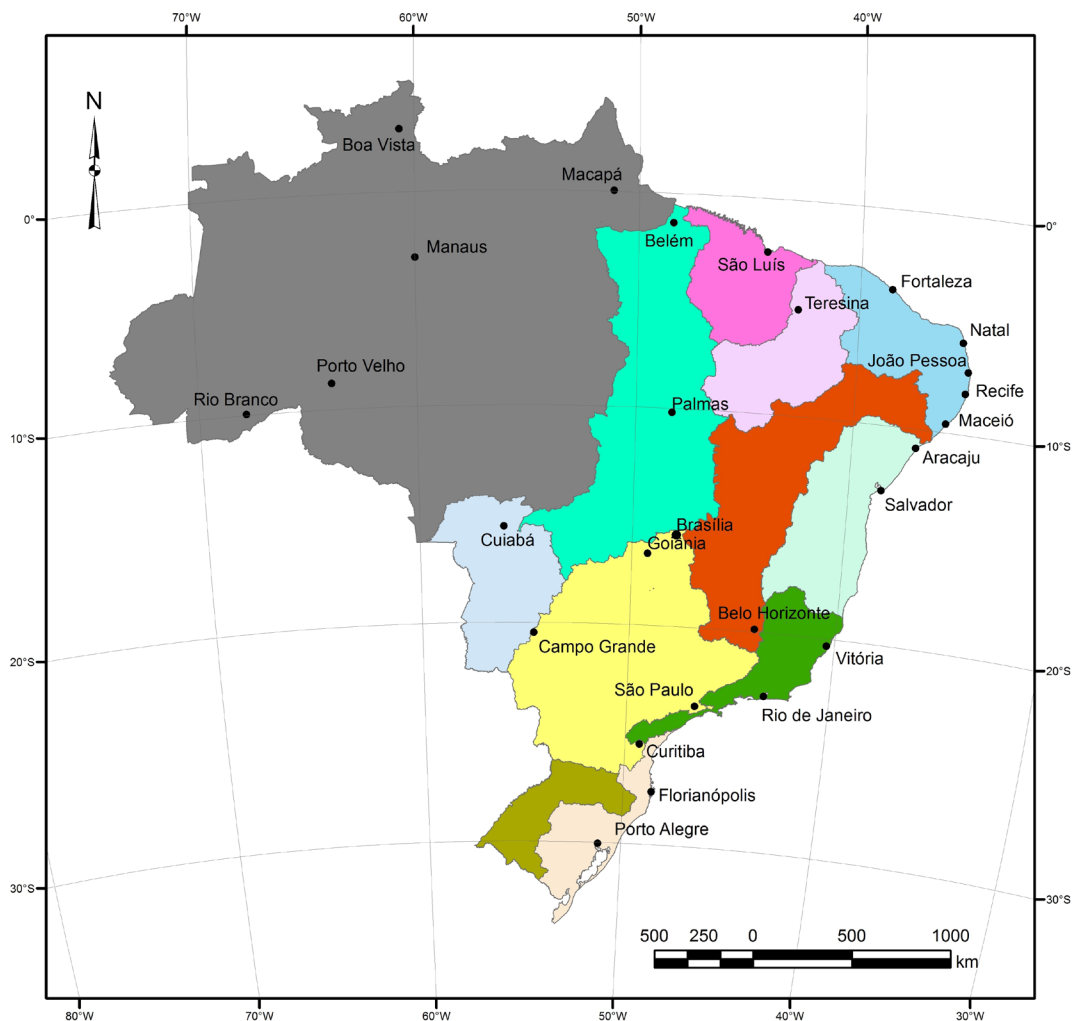 70°W 60°W 50°W 40°W
N
Boa Vista
Macapá
0°
0°
Belém
Manaus
São Luís
Fortaleza
Teresina
Natal
João Pessoa
Porto Velho
Recife
Rio Branco
Palmas
Maceió
10°S
10°S
Aracaju
Salvador
Brasília
Cuiabá
Goiânia
Belo Horizonte
Campo Grande
Vitória
20°S
20°S
São Paulo
Rio de Janeiro
Curitiba
Florianópolis
Porto Alegre
30°S
30°S
500 250 0 500 1000
km
80°W 70°W 60°W 50°W 40°W 30°W